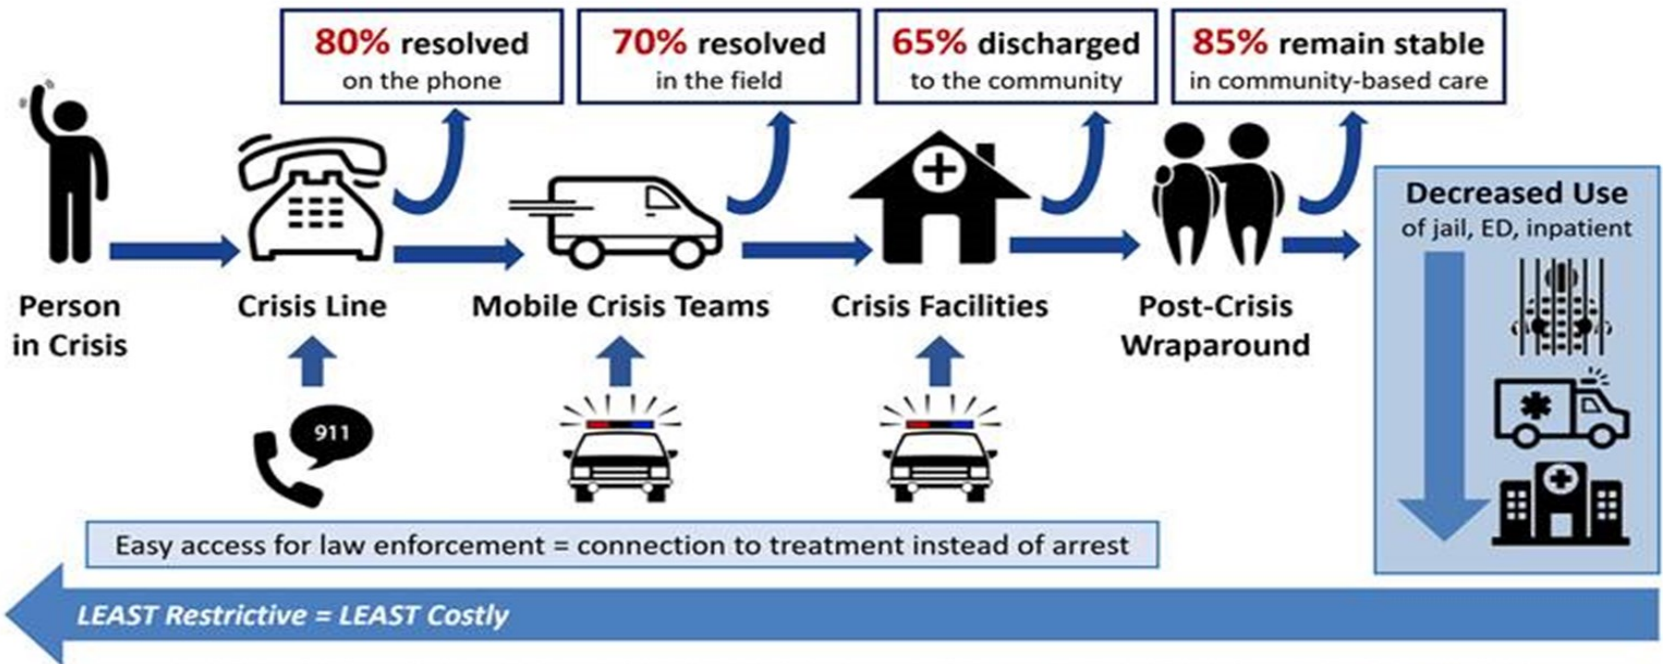 80% resolved
on the phone
70% resolved
in the field
65% discharged
to the community
85% remain stable
in community-based care
Person
in Crisis
Crisis Line
Mobile Crisis Teams
Crisis Facilities
Post-Crisis
Wraparound
Decreased Use
of jail, ED, inpatient
911
Easy access for law enforcement = connection to treatment instead of arrest
LEAST Restrictive = LEAST Costly